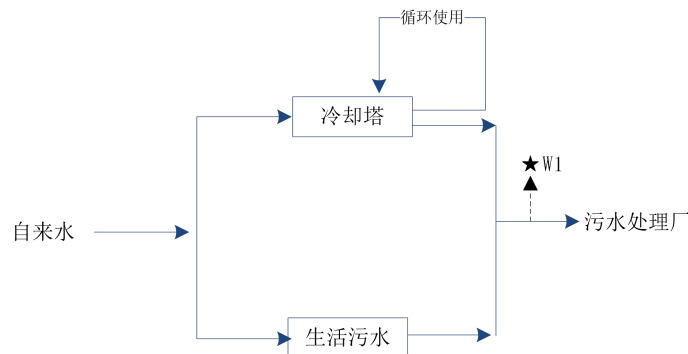 循环使用
冷却塔
★W1
自来水
污水处理厂
生活污水